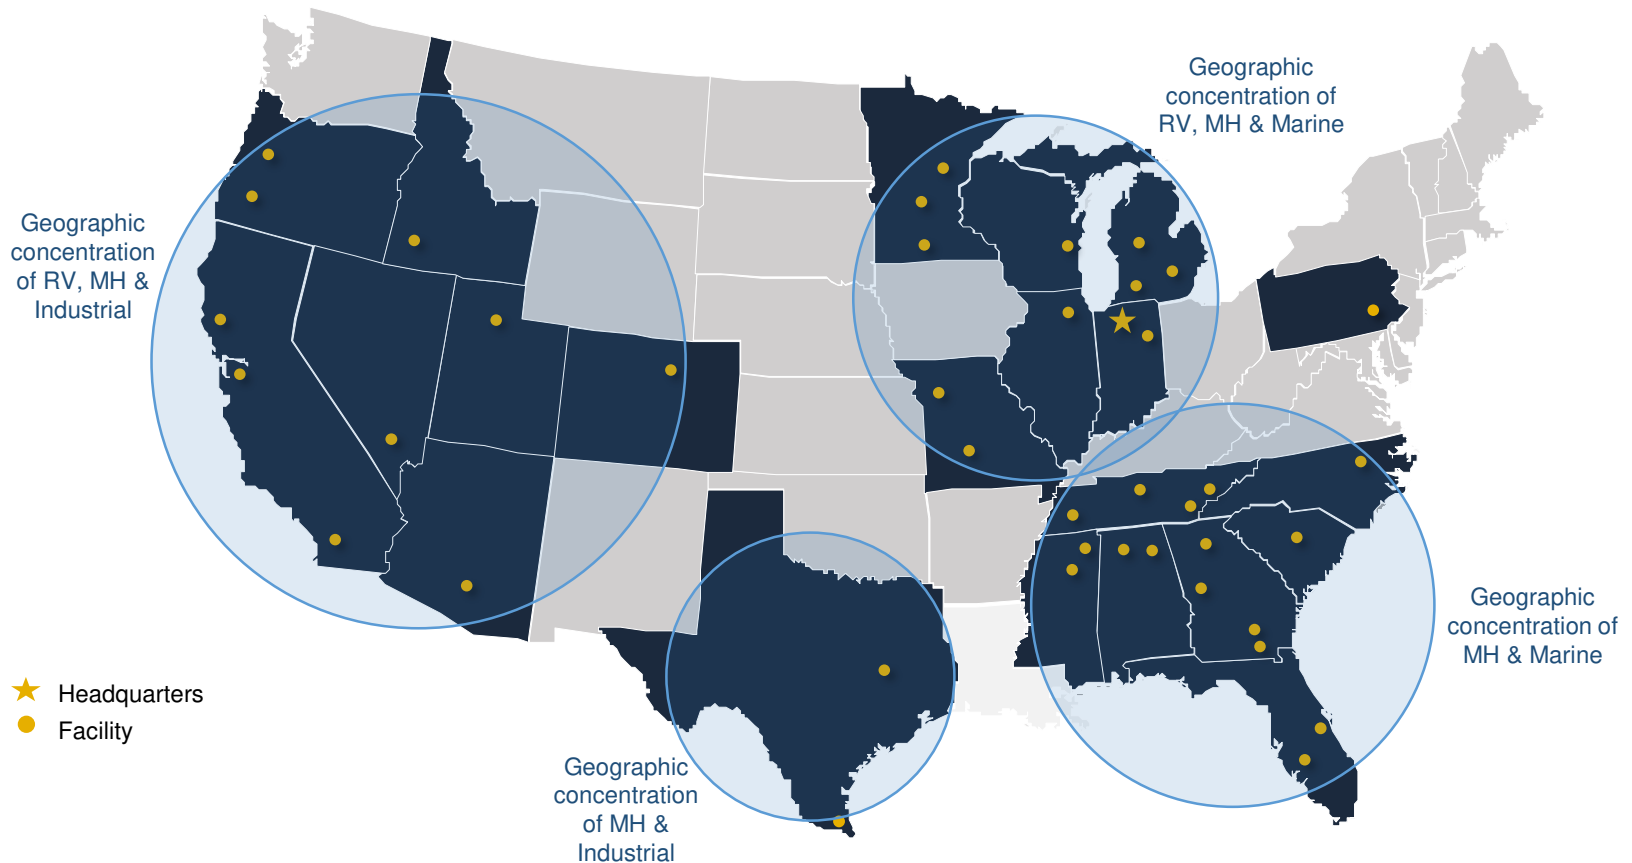 Geographic
concentration of
RV, MH & Marine
Geographic
concentration
of RV, MH &
Industrial
Geographic
concentration of
MH & Marine
Headquarters
Facility
Geographic
concentration
of MH &
Industrial